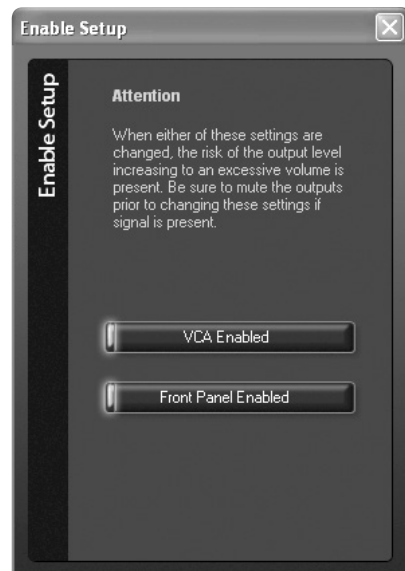 Enable Setup
Enable Setup
Attention
When either of these settings are
changed, the risk of the output level
increasing to an excessive volume is
present. Be sure to mute the outputs
prior to changing these settings if
signal is present.
VCA Enabled
Front Panel Enabled